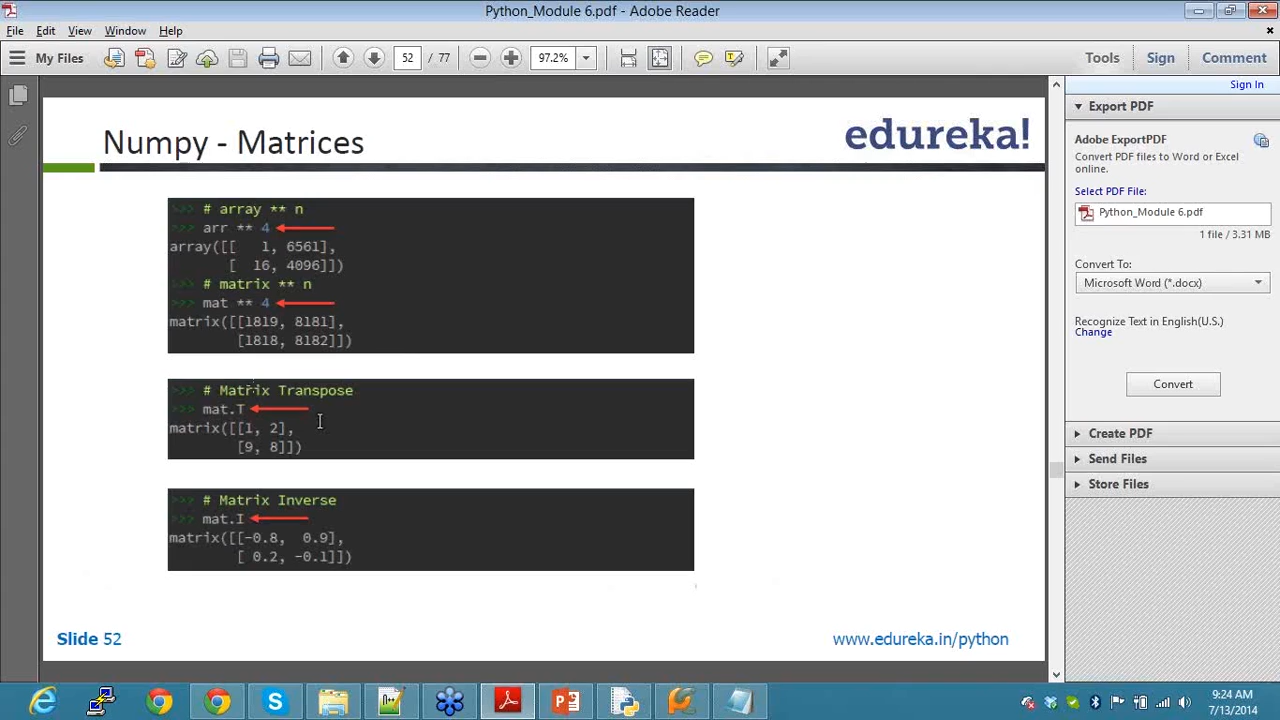 Python_Module 6.pdf - Adobe Reader
File Edit View Window Help
My Files 52 / 77 97.2% Tools Sign Comment
Sign In
Export PDF
Adobe ExportPDF
Convert PDF files to Word or Excel
online.
Select PDF File:
Python_Module 6.pdf
1 file / 3.31 MB
Convert To:
Microsoft Word (*.docx)
Recognize Text in English(U.S.)
Change
Convert
Create PDF
Send Files
Store Files
Numpy - Matrices
edureka!
>>> # array ** n
>>> arr ** 4
array([[   1, 6561],
       [  16, 4096]])
>>> # matrix ** n
>>> mat ** 4
matrix([[1819, 8181],
        [1818, 8182]])
>>> # Matrix Transpose
>>> mat.T
matrix([[1, 2],
        [9, 8]])
>>> # Matrix Inverse
>>> mat.I
matrix([[-0.8,  0.9],
        [ 0.2, -0.1]])
Slide 52
www.edureka.in/python
9:24 AM
7/13/2014